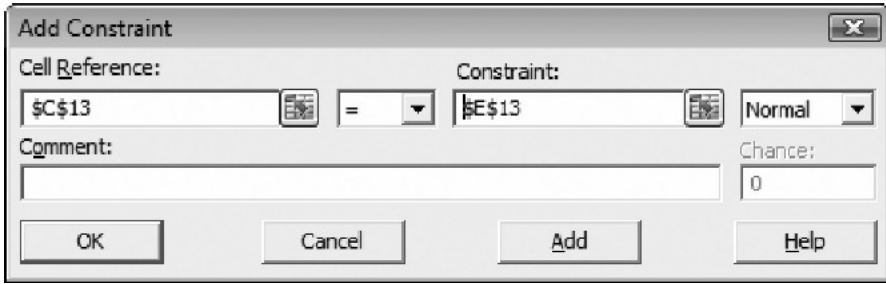 Add Constraint
Cell Reference: Constraint:
$C$13 = $E$13 Normal
Comment: Chance:
0
OK Cancel Add Help